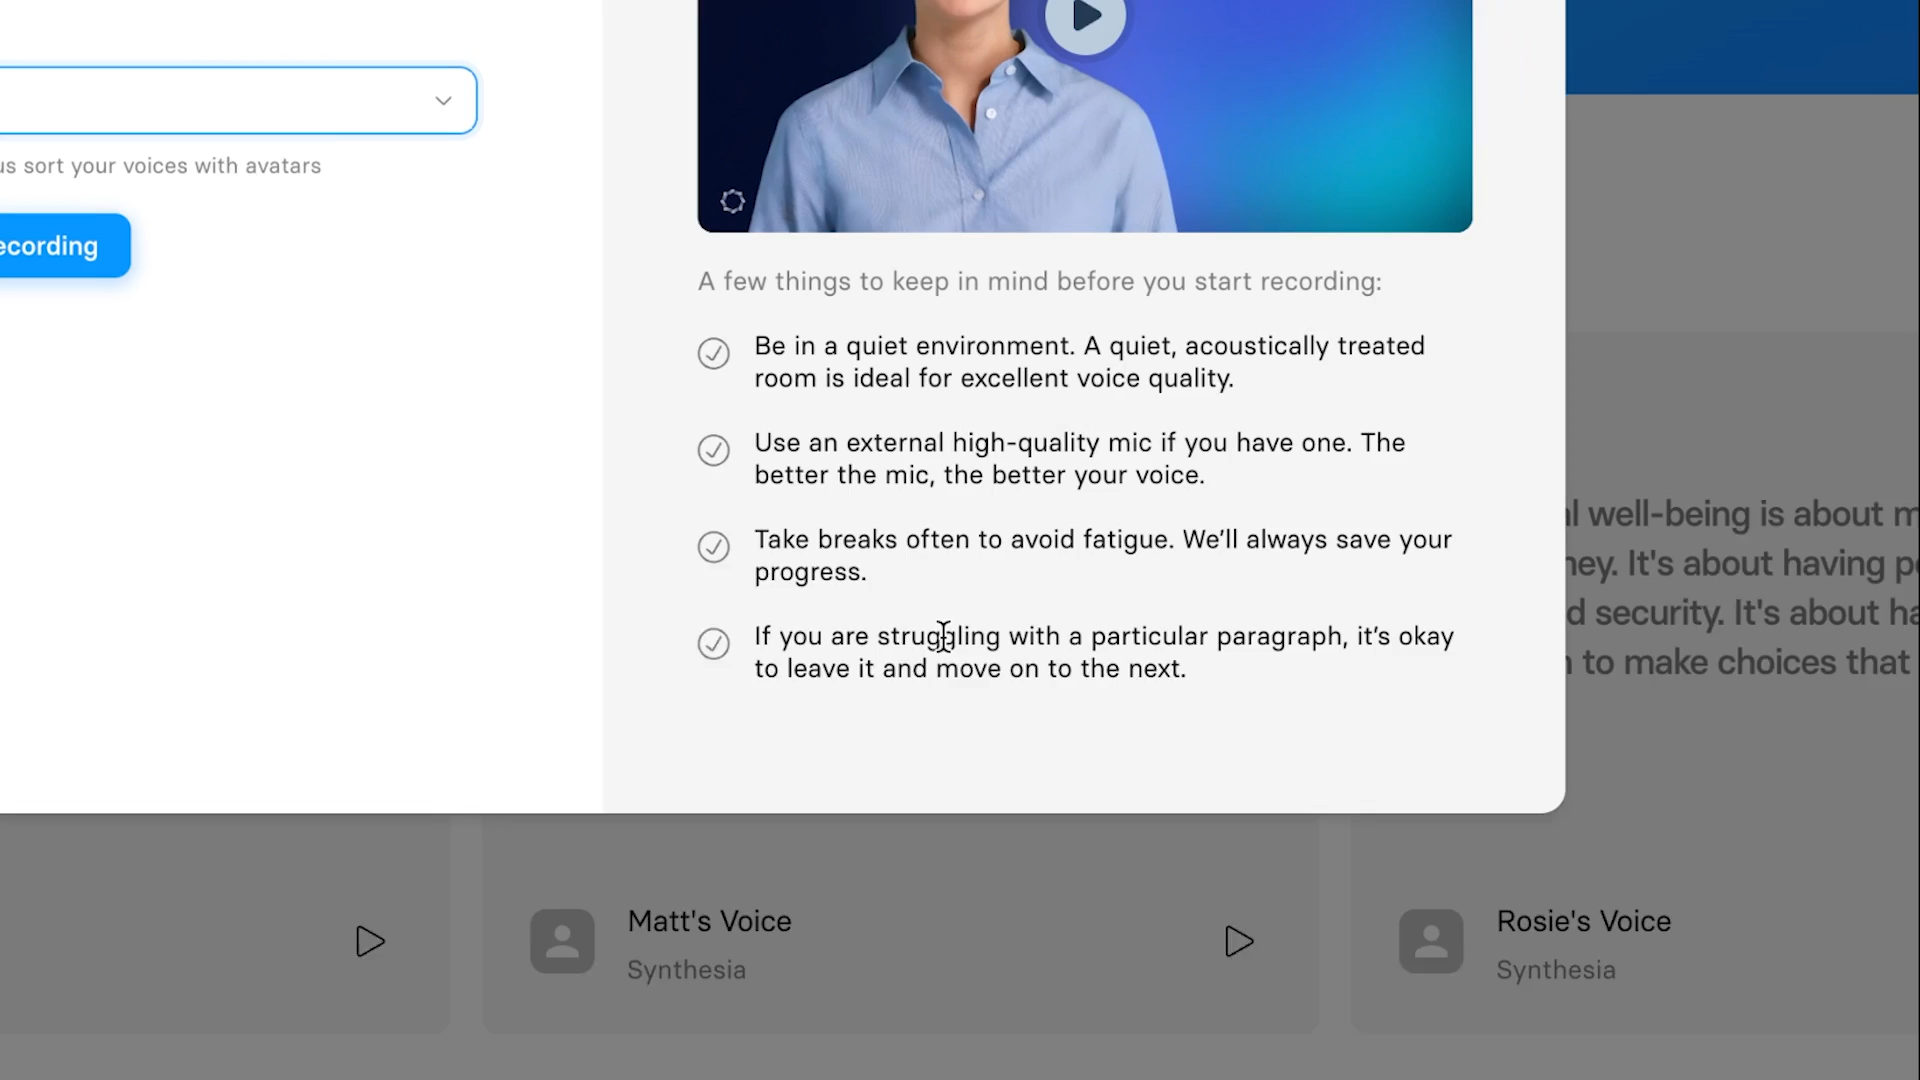 us sort your voices with avatars
ecording
A few things to keep in mind before you start recording:
Be in a quiet environment. A quiet, acoustically treated
room is ideal for excellent voice quality.
Use an external high-quality mic if you have one. The
better the mic, the better your voice.
Take breaks often to avoid fatigue. We’ll always save your
progress.
If you are struggling with a particular paragraph, it’s okay
to leave it and move on to the next.
l well-being is about m
ney. It's about having pe
d security. It's about ha
to make choices that
Matt's Voice
Synthesia
Rosie's Voice
Synthesia